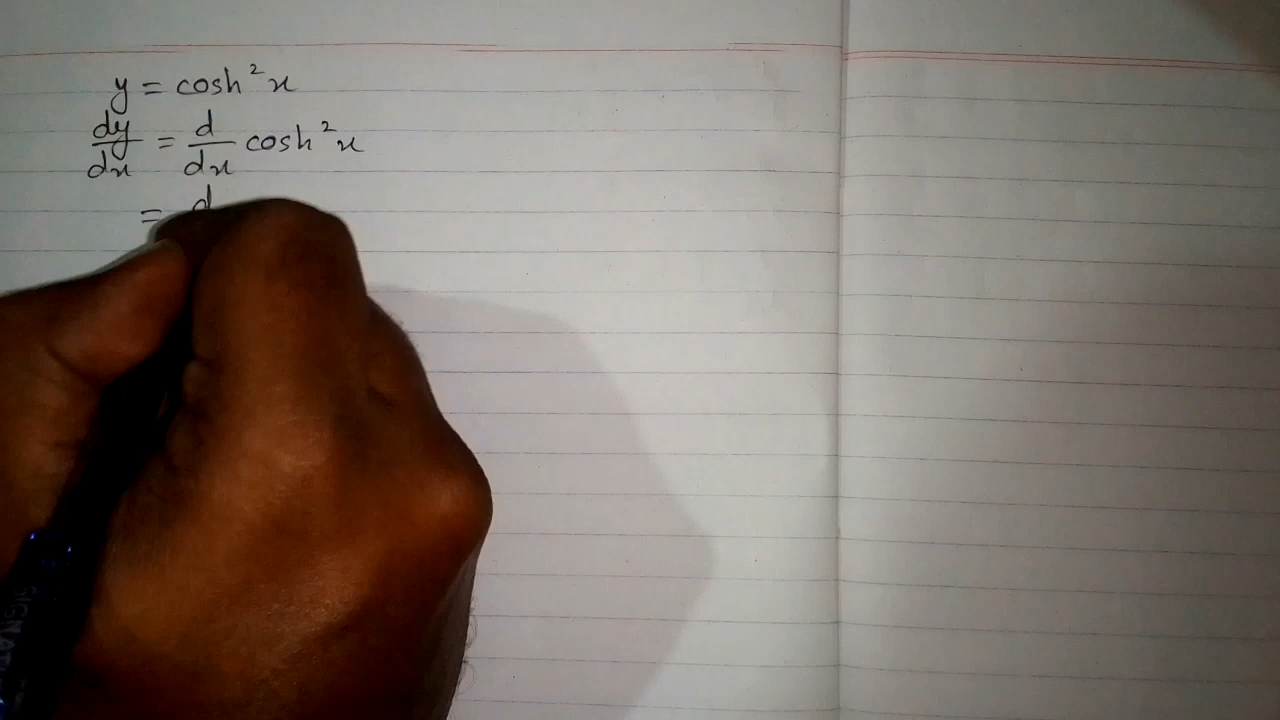 y = cosh²x
dy/dx = d/dx cosh²x
= d